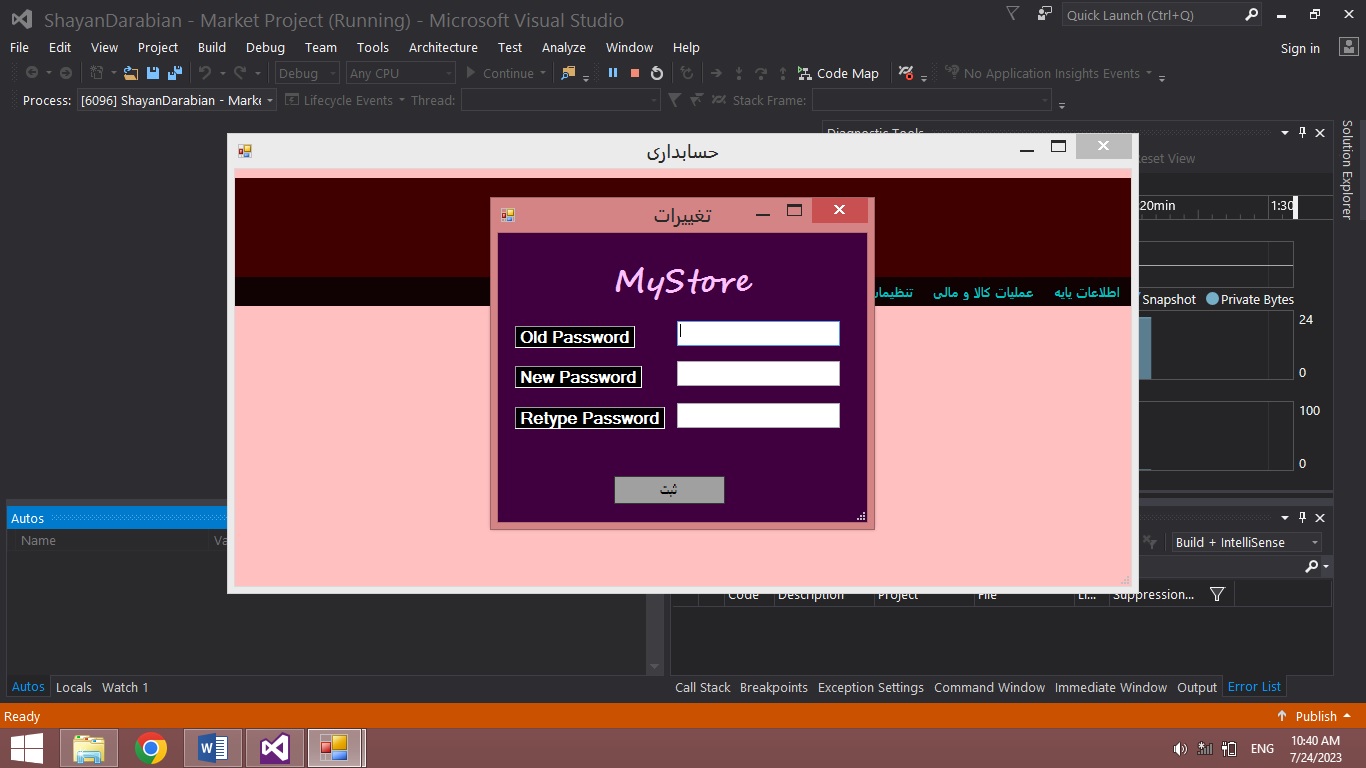 ShayanDarabian - Market Project (Running) - Microsoft Visual Studio
Quick Launch (Ctrl+Q)
File Edit View Project Build Debug Team Tools Architecture Test Analyze Window Help
Sign in
Debug Any CPU Continue Code Map No Application Insights Events
Process: [6096] ShayanDarabian - Marke Lifecycle Events Thread: Stack Frame:
Diagnostic Tools
Solution Explorer
حسابداری
Reset View
تغییرات
20min 1:30
MyStore
اطلاعات پایه عملیات کالا و مالی تنظیمات
Snapshot Private Bytes
24
Old Password
0
New Password
100
Retype Password
0
ثبت
Autos
Name
Build + IntelliSense
Code Description Project File Li... Suppression...
Autos Locals Watch 1
Call Stack Breakpoints Exception Settings Command Window Immediate Window Output Error List
Ready
Publish
ENG
10:40 AM
7/24/2023